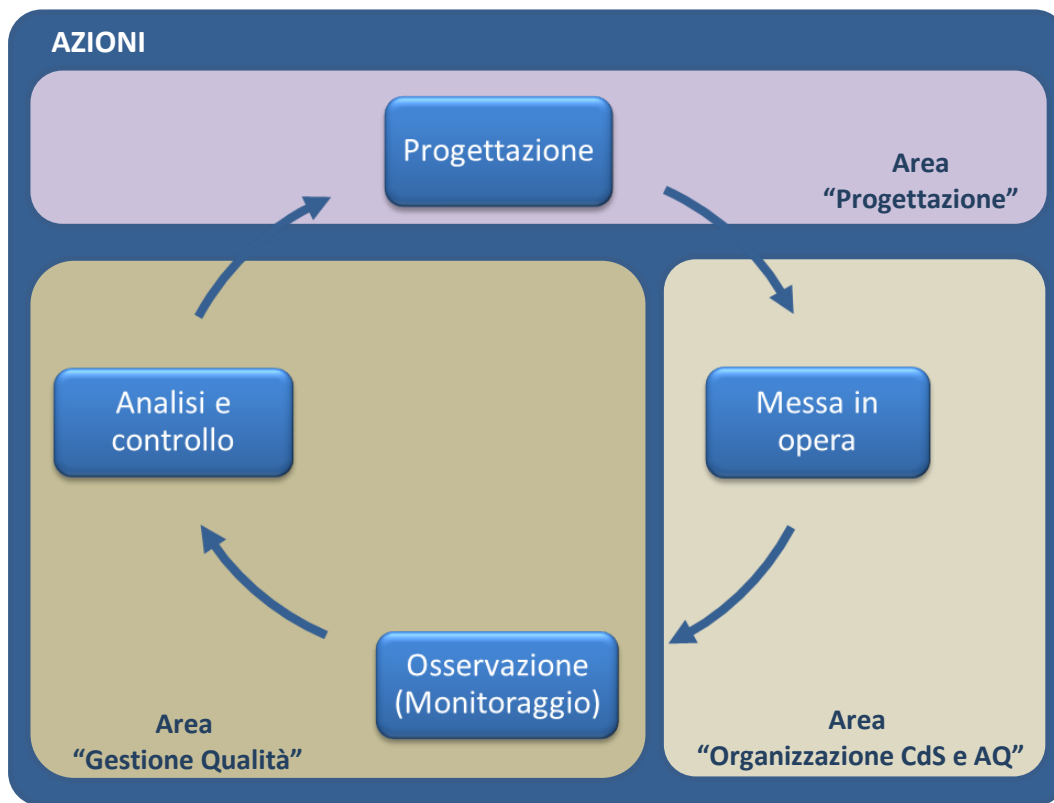 AZIONI
Progettazione
Area
“Progettazione”
Analisi e
controllo
Messa in
opera
Osservazione
(Monitoraggio)
Area
“Gestione Qualità”
Area
“Organizzazione CdS e AQ”